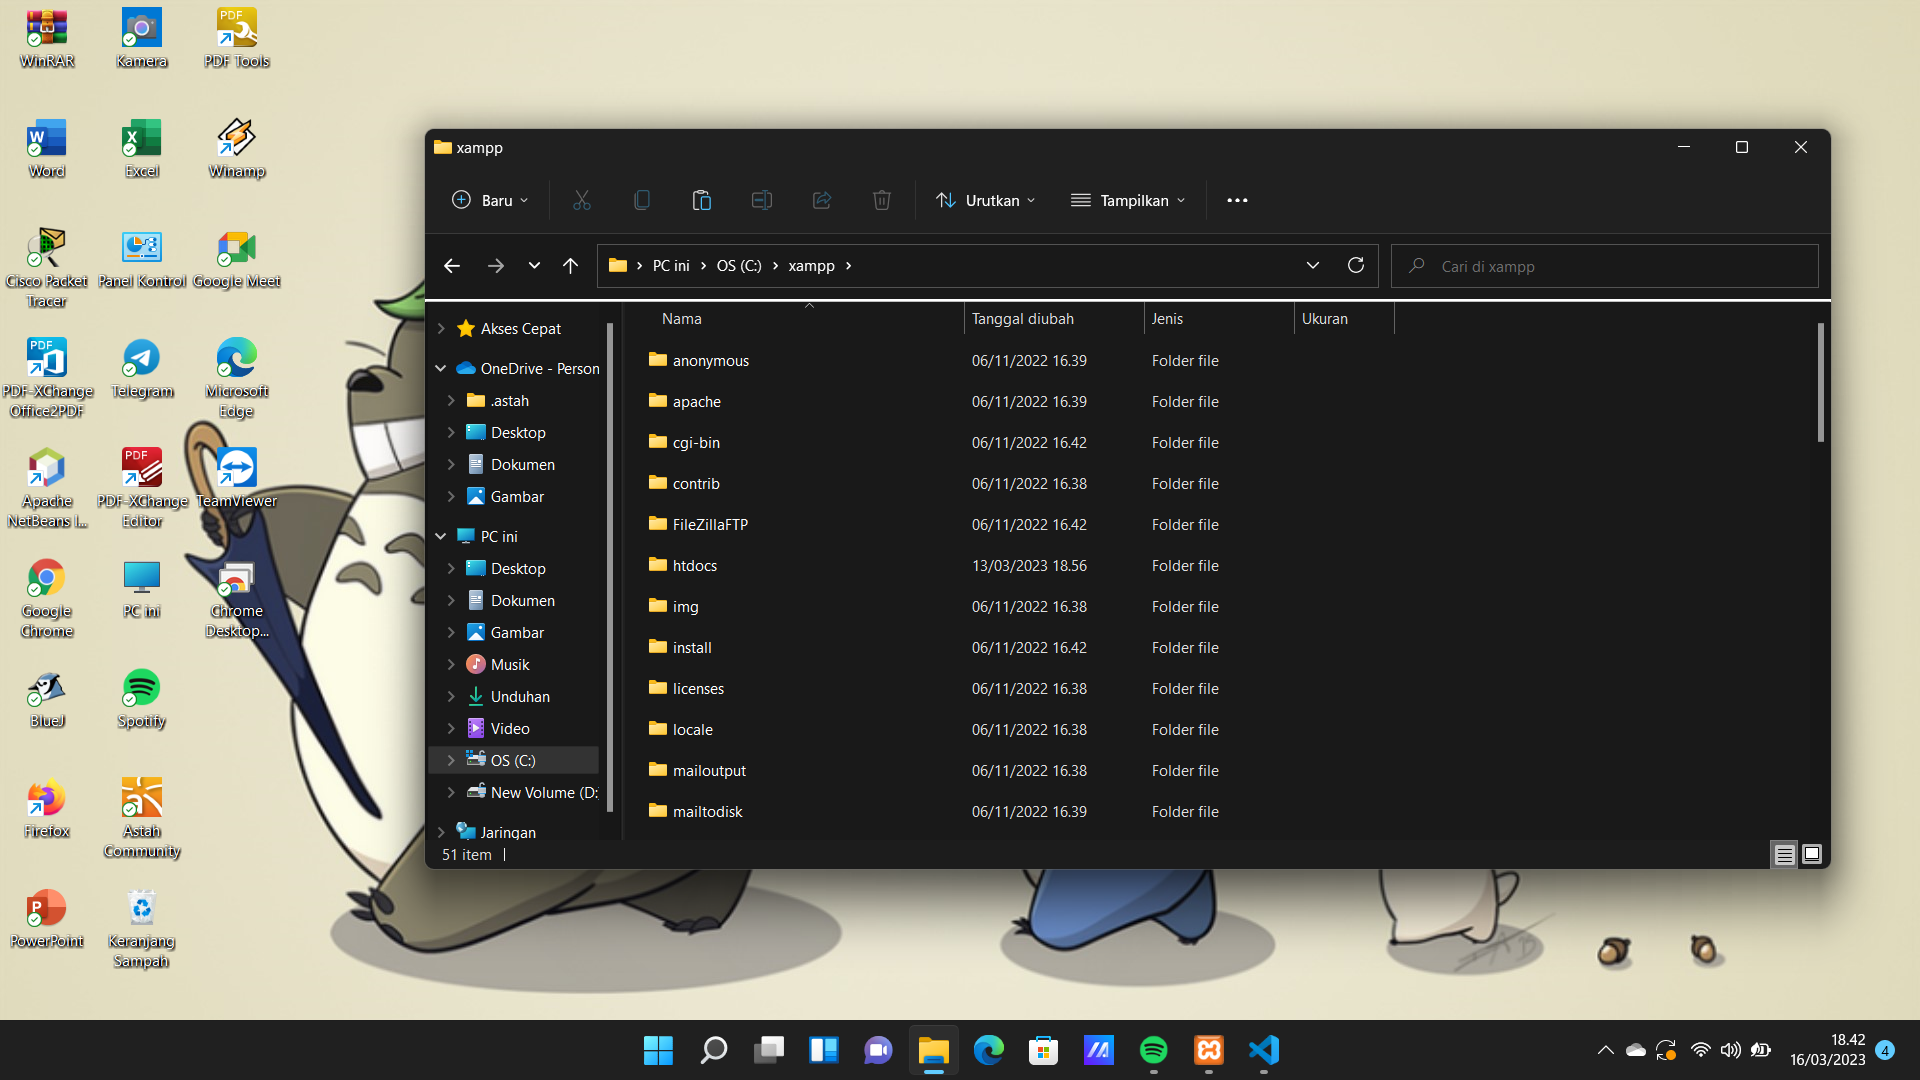 WinRAR
Kamera
PDF Tools
Word
Excel
Winamp
Cisco Packet
Tracer
Panel Kontrol
Google Meet
PDF-XChange
Office2PDF
Telegram
Microsoft
Edge
Apache
NetBeans I...
PDF-XChange
Editor
TeamViewer
Google
Chrome
PC ini
Chrome
Desktop...
BlueJ
Spotify
Firefox
Astah
Community
PowerPoint
Keranjang
Sampah
xampp
Baru
Urutkan
Tampilkan
PC ini
OS (C:)
xampp
Cari di xampp
Akses Cepat
OneDrive - Person
.astah
Desktop
Dokumen
Gambar
PC ini
Desktop
Dokumen
Gambar
Musik
Unduhan
Video
OS (C:)
New Volume (D:
Jaringan
Nama Tanggal diubah Jenis Ukuran
anonymous 06/11/2022 16.39 Folder file
apache 06/11/2022 16.39 Folder file
cgi-bin 06/11/2022 16.42 Folder file
contrib 06/11/2022 16.38 Folder file
FileZillaFTP 06/11/2022 16.42 Folder file
htdocs 13/03/2023 18.56 Folder file
img 06/11/2022 16.38 Folder file
install 06/11/2022 16.42 Folder file
licenses 06/11/2022 16.38 Folder file
locale 06/11/2022 16.38 Folder file
mailoutput 06/11/2022 16.38 Folder file
mailtodisk 06/11/2022 16.39 Folder file
51 item
18.42
16/03/2023
4